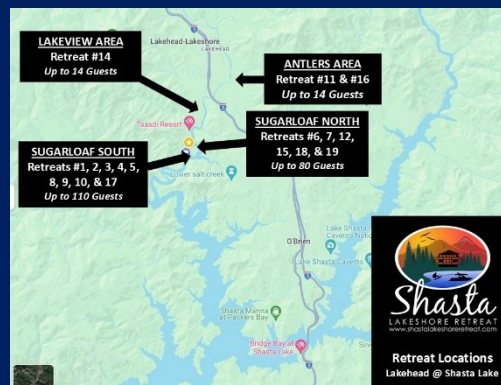 LAKEVIEW AREA
Retreat #14
Up to 14 Guests
Lakehead-Lakeshore
LAKEHEAD
ANTLERS AREA
Retreat #11 & #16
Up to 14 Guests
Tsasdi Resort
SUGARLOAF NORTH
Retreats #6, 7, 12,
15, 18, & 19
Up to 80 Guests
SUGARLOAF SOUTH
Retreats #1, 2, 3, 4, 5,
8, 9, 10, & 17
Up to 110 Guests
Lower salt creek
O'Brien
Lake Shasta
Caverns
Lake Shasta Caverns
Shasta Marina
at Packers Bay
Bridge Bay at
Shasta Lake
Shasta
LAKESHORE RETREAT
www.shastalakeshoreretreat.com
Retreat Locations
Lakehead @ Shasta Lake